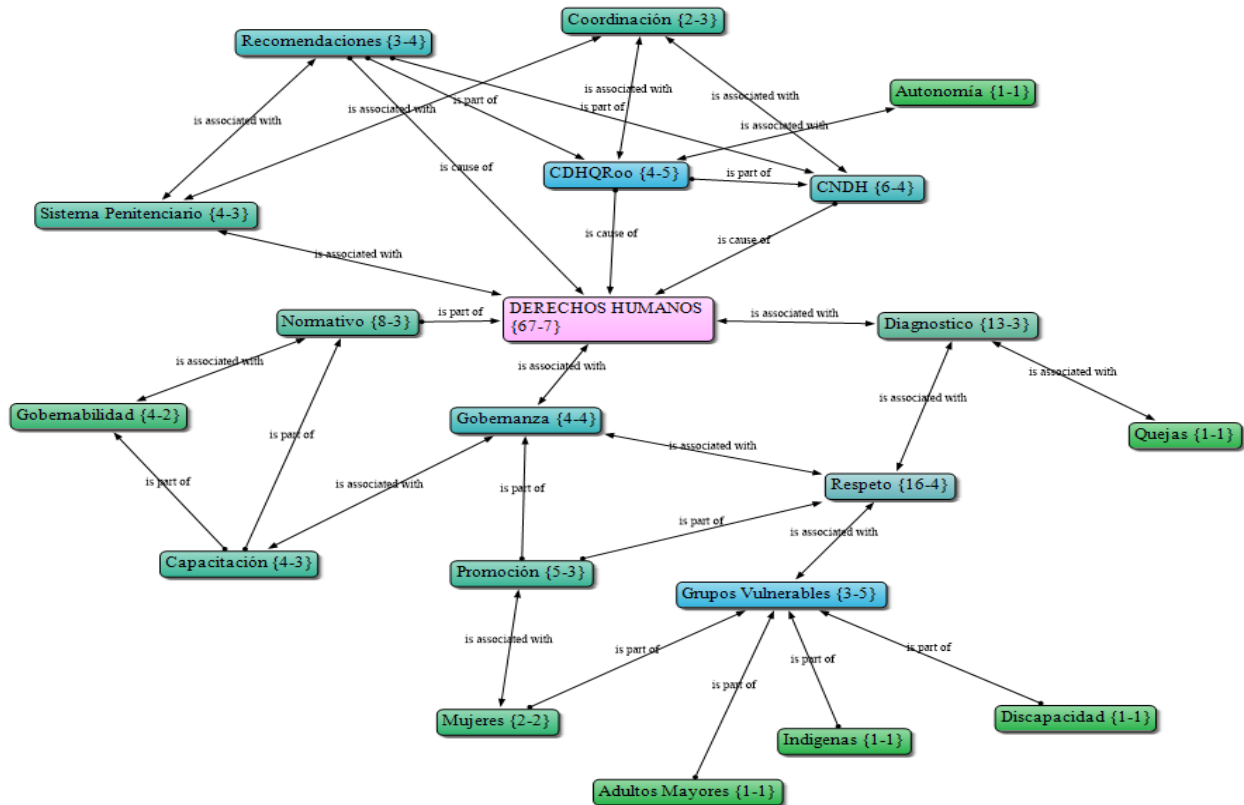 Coordinación {2-3}
Recomendaciones {3-4}
Autonomía {1-1}
is associated with
is part of
is associated with
is part of
is associated with
is associated with
is associated with
is cause of
CDHQRoo {4-5}
is part of
CNDH {6-4}
Sistema Penitenciario {4-3}
is cause of
is cause of
is associated with
DERECHOS HUMANOS
{67-7}
Normativo {8-3}
is part of
is associated with
Diagnostico {13-3}
is associated with
is associated with
is associated with
is associated with
Gobernabilidad {4-2}
Gobernanza {4-4}
Quejas {1-1}
is part of
is associated with
is part of
is associated with
is part of
Respeto {16-4}
is part of
is associated with
Capacitación {4-3}
Promoción {5-3}
Grupos Vulnerables {3-5}
is associated with
is part of
is part of
is part of
is part of
Mujeres {2-2}
Discapacidad {1-1}
Indigenas {1-1}
Adultos Mayores {1-1}